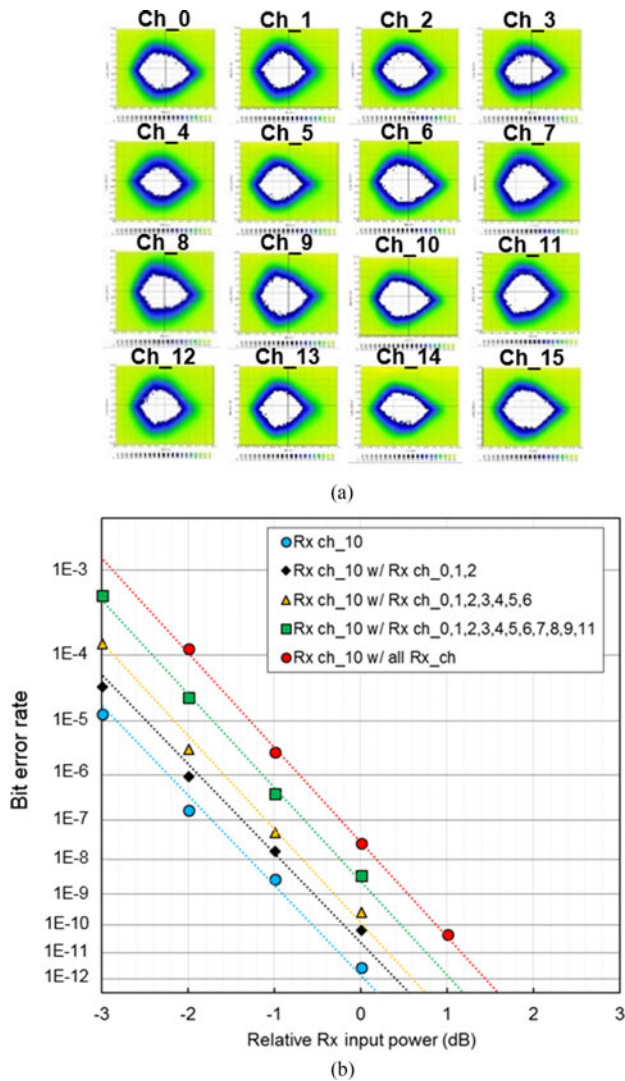 Ch_0 Ch_1 Ch_2 Ch_3
Ch_4 Ch_5 Ch_6 Ch_7
Ch_8 Ch_9 Ch_10 Ch_11
Ch_12 Ch_13 Ch_14 Ch_15
(a)
Rx ch_10
Rx ch_10 w/ Rx ch_0,1,2
Rx ch_10 w/ Rx ch_0,1,2,3,4,5,6
Rx ch_10 w/ Rx ch_0,1,2,3,4,5,6,7,8,9,11
Rx ch_10 w/ all Rx_ch
Bit error rate
1E-3
1E-4
1E-5
1E-6
1E-7
1E-8
1E-9
1E-10
1E-11
1E-12
-3 -2 -1 0 1 2 3
Relative Rx input power (dB)
(b)